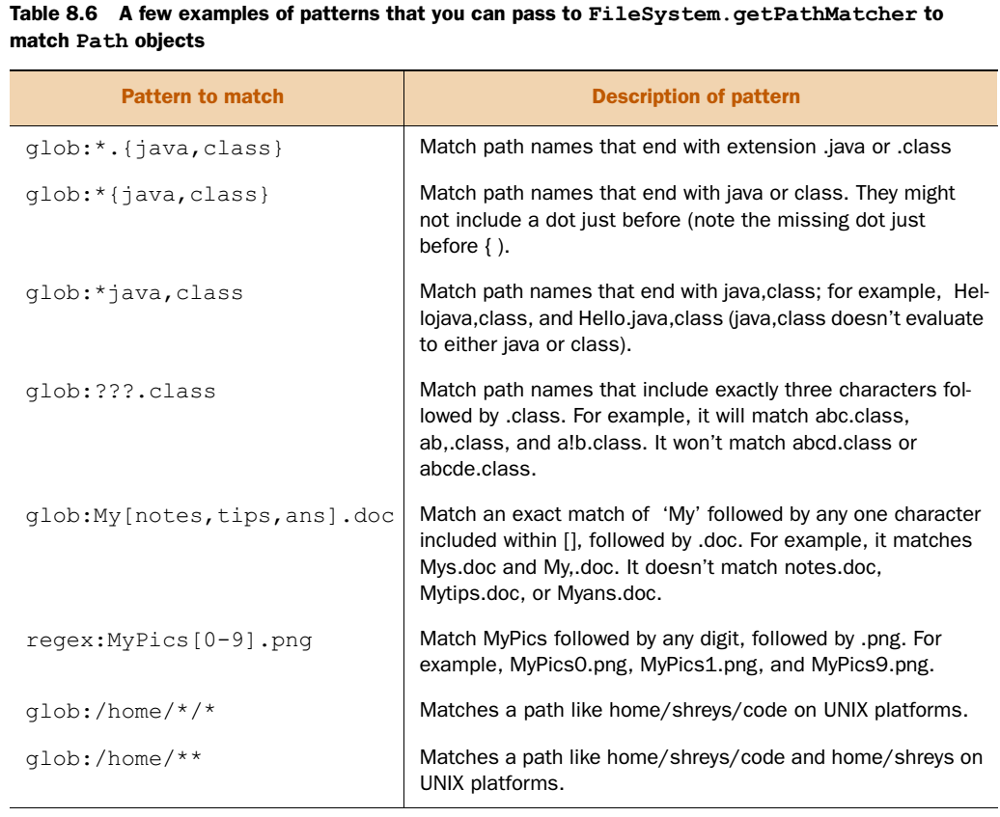 Table 8.6 A few examples of patterns that you can pass to FileSystem.getPathMatcher to
match Path objects
Pattern to match
Description of pattern
glob:*.{java,class}
Match path names that end with extension .java or .class
glob:*{java,class}
Match path names that end with java or class. They might
not include a dot just before (note the missing dot just
before { ).
glob:*java,class
Match path names that end with java,class; for example, Hel-
lojava,class, and Hello.java,class (java,class doesn't evaluate
to either java or class).
glob:???.class
Match path names that include exactly three characters fol-
lowed by .class. For example, it will match abc.class,
ab,.class, and a!b.class. It won't match abcd.class or
abcde.class.
glob:My[notes,tips,ans].doc
Match an exact match of ‘My’ followed by any one character
included within [], followed by .doc. For example, it matches
Mys.doc and My,.doc. It doesn't match notes.doc,
Mytips.doc, or Myans.doc.
regex:MyPics[0-9].png
Match MyPics followed by any digit, followed by .png. For
example, MyPics0.png, MyPics1.png, and MyPics9.png.
glob:/home/*/*
Matches a path like home/shreys/code on UNIX platforms.
glob:/home/**
Matches a path like home/shreys/code and home/shreys on
UNIX platforms.